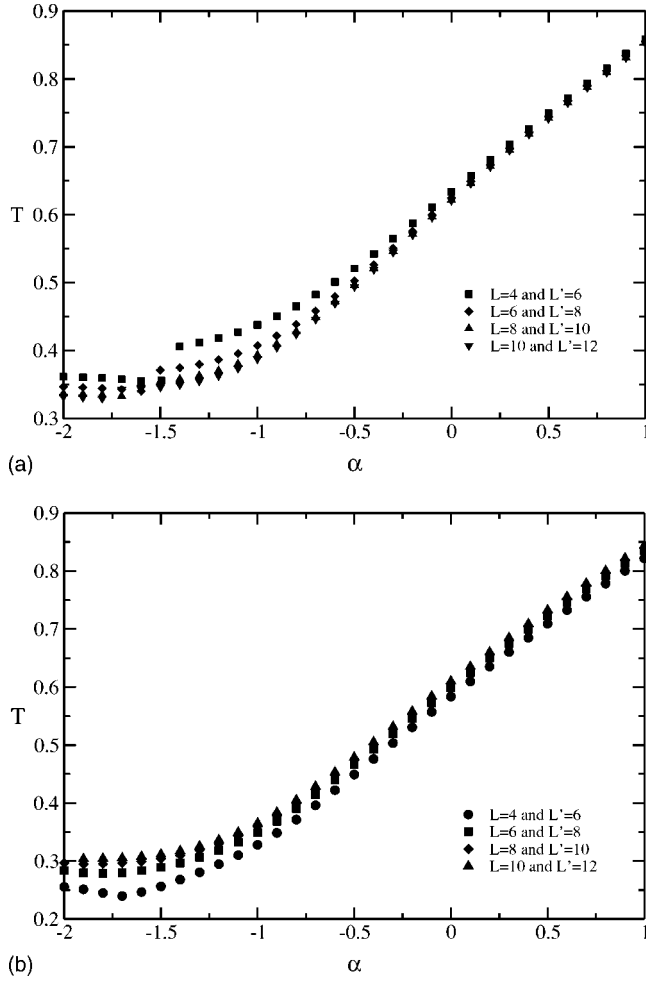 0.9
0.8
0.7
T 0.6
0.5
L=4 and L'=6
L=6 and L'=8
L=8 and L'=10
L=10 and L'=12
0.4
0.3
-2 -1.5 -1 -0.5 0 0.5 1
(a) α
0.9
0.8
0.7
0.6
T
0.5
0.4
L=4 and L'=6
L=6 and L'=8
L=8 and L'=10
L=10 and L'=12
0.3
0.2
-2 -1.5 -1 -0.5 0 0.5 1
(b) α